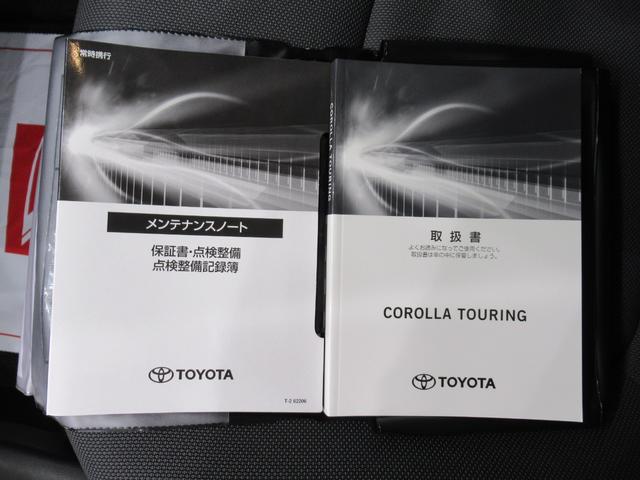 常時携行
メンテナンスノート
保証書・点検整備
点検整備記録簿
TOYOTA
T-2 62206
COROLLA TOURING
取扱書
よくお読みになってご使用ください。
取扱書は車の中に保管しましょう。
COROLLA TOURING
TOYOTA